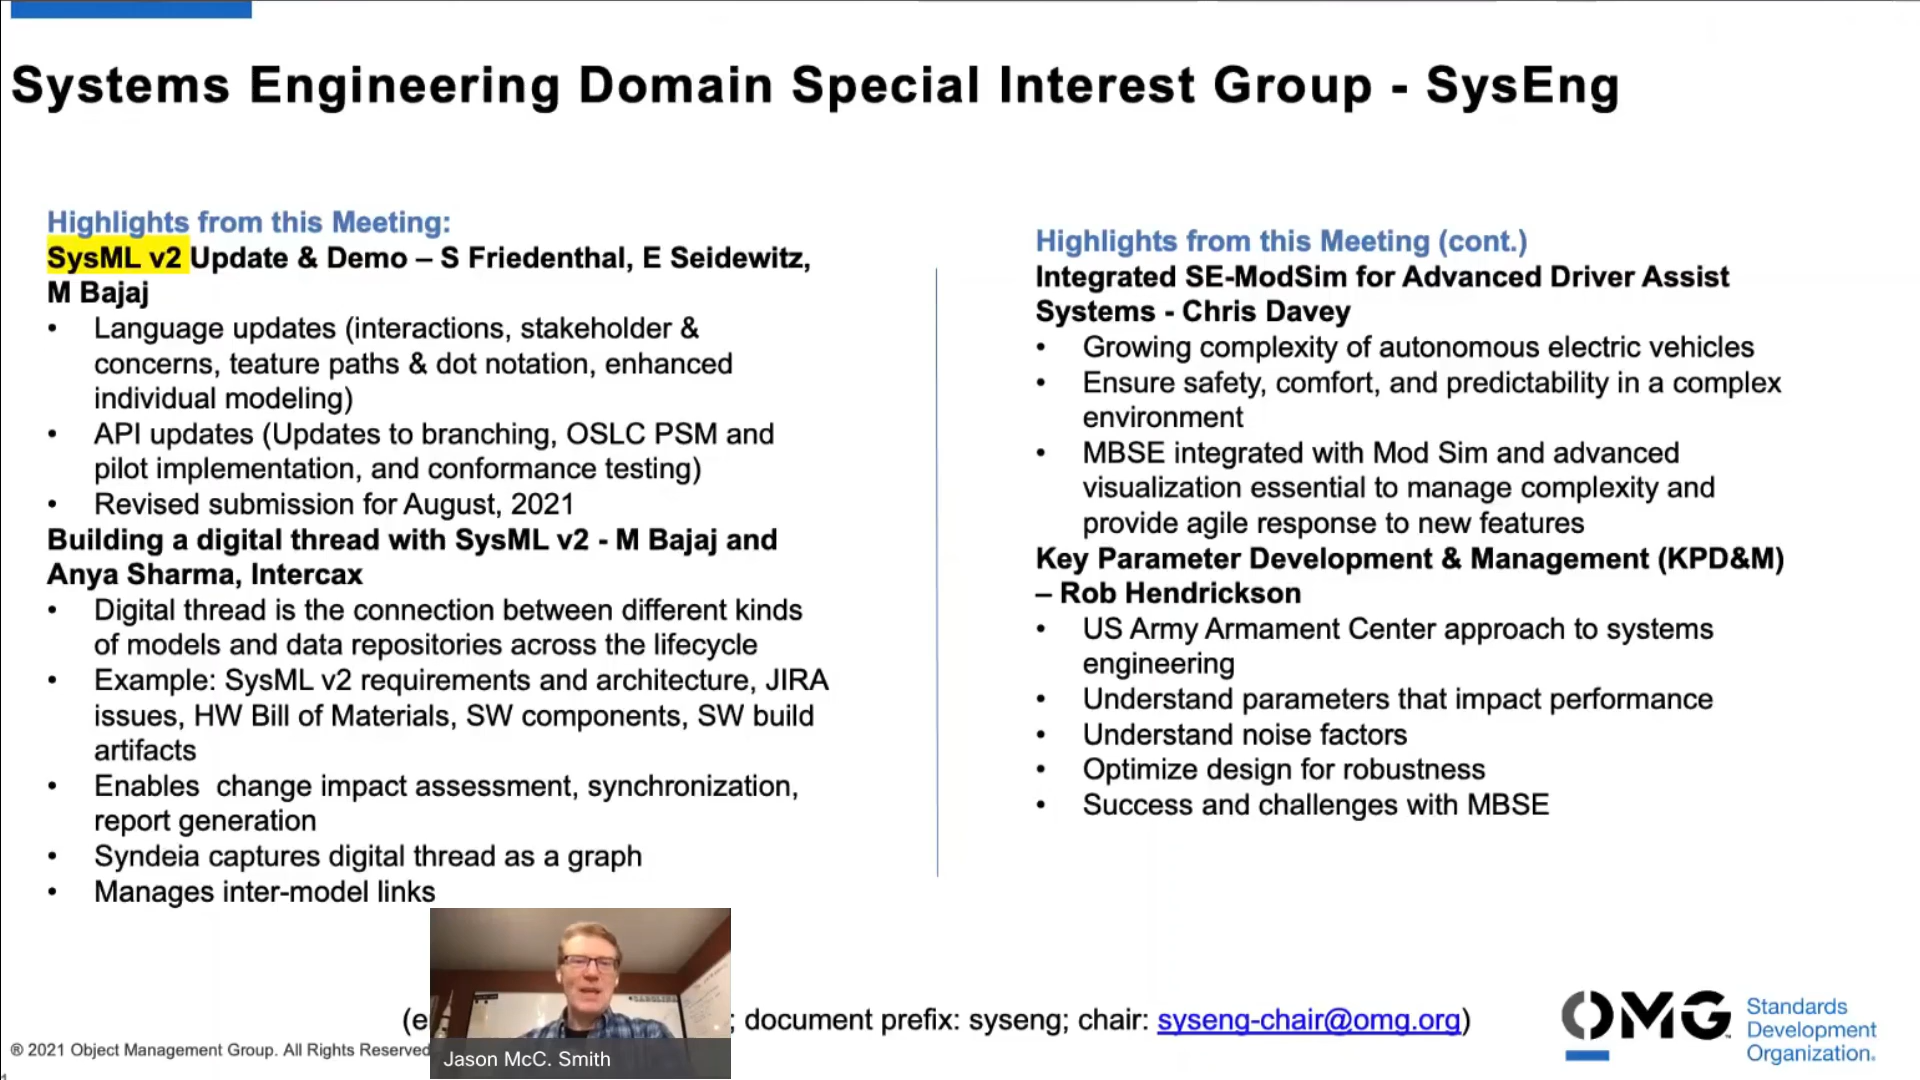 Systems Engineering Domain Special Interest Group - SysEng
Highlights from this Meeting:
SysML v2 Update & Demo – S Friedenthal, E Seidewitz,
M Bajaj
• Language updates (interactions, stakeholder &
concerns, teature paths & dot notation, enhanced
individual modeling)
• API updates (Updates to branching, OSLC PSM and
pilot implementation, and conformance testing)
• Revised submission for August, 2021
Building a digital thread with SysML v2 - M Bajaj and
Anya Sharma, Intercax
• Digital thread is the connection between different kinds
of models and data repositories across the lifecycle
• Example: SysML v2 requirements and architecture, JIRA
issues, HW Bill of Materials, SW components, SW build
artifacts
• Enables change impact assessment, synchronization,
report generation
• Syndeia captures digital thread as a graph
• Manages inter-model links
Highlights from this Meeting (cont.)
Integrated SE-ModSim for Advanced Driver Assist
Systems - Chris Davey
• Growing complexity of autonomous electric vehicles
• Ensure safety, comfort, and predictability in a complex
environment
• MBSE integrated with Mod Sim and advanced
visualization essential to manage complexity and
provide agile response to new features
Key Parameter Development & Management (KPD&M)
– Rob Hendrickson
• US Army Armament Center approach to systems
engineering
• Understand parameters that impact performance
• Understand noise factors
• Optimize design for robustness
• Success and challenges with MBSE
; document prefix: syseng; chair: syseng-chair@omg.org)
® 2021 Object Management Group. All Rights Reserved
Jason McC. Smith
OMG
Standards
Development
Organization.